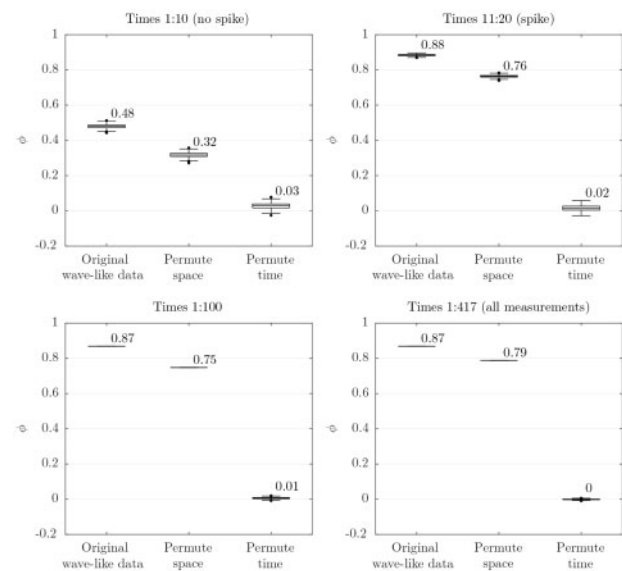 Times 1:10 (no spike)
1
0.8
0.6
0.4
0.2
0
-0.2
ϕ
0.48
0.32
0.03
Original
wave-like data
Permute
space
Permute
time
Times 11:20 (spike)
1
0.8
0.6
0.4
0.2
0
-0.2
ϕ
0.88
0.76
0.02
Original
wave-like data
Permute
space
Permute
time
Times 1:100
1
0.8
0.6
0.4
0.2
0
-0.2
ϕ
0.87
0.75
0.01
Original
wave-like data
Permute
space
Permute
time
Times 1:417 (all measurements)
1
0.8
0.6
0.4
0.2
0
-0.2
ϕ
0.87
0.79
0
Original
wave-like data
Permute
space
Permute
time